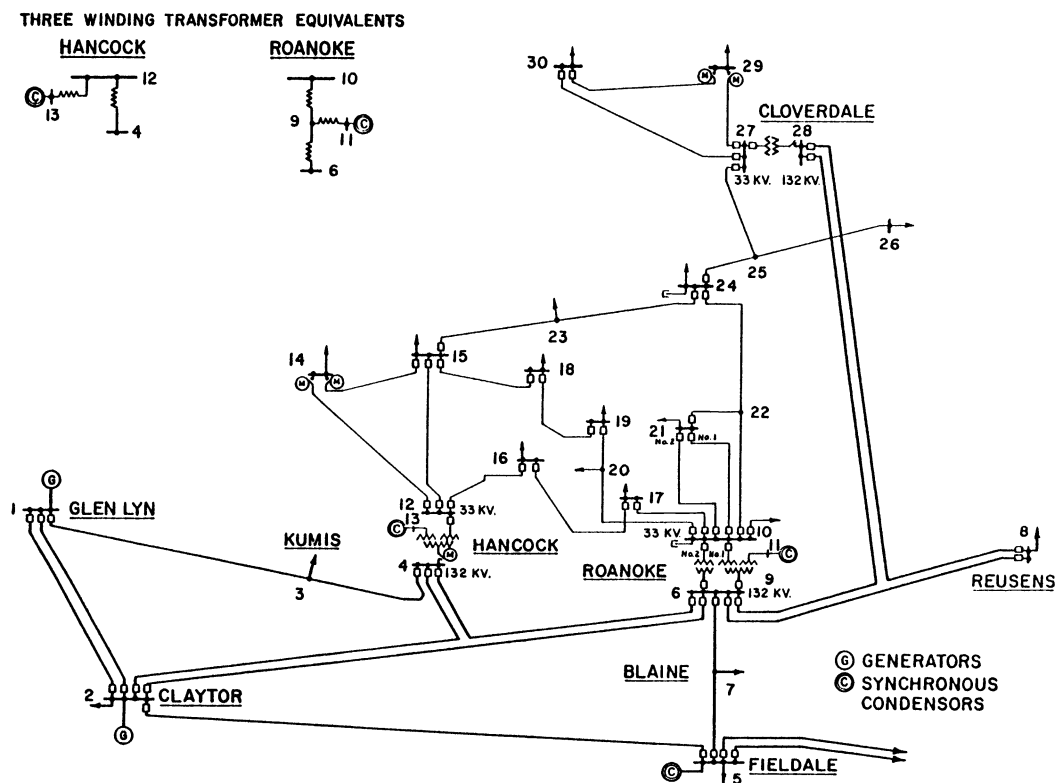 THREE WINDING TRANSFORMER EQUIVALENTS
HANCOCK
ROANOKE
12
C
13
4
10
9
C
11
6
30
29
M
M
CLOVERDALE
27
28
33 KV.
132 KV.
26
25
24
23
15
14
M
M
18
19
22
21
No.2
No.1
16
20
17
G
1
GLEN LYN
12
33 KV.
13
C
HANCOCK
M
4
132 KV.
KUMIS
3
33 KV.
10
No.2
No.1
11
C
ROANOKE
9
6
132 KV.
8
REUSENS
2
CLAYTOR
G
BLAINE
7
G GENERATORS
C SYNCHRONOUS
CONDENSORS
C
5
FIELDALE